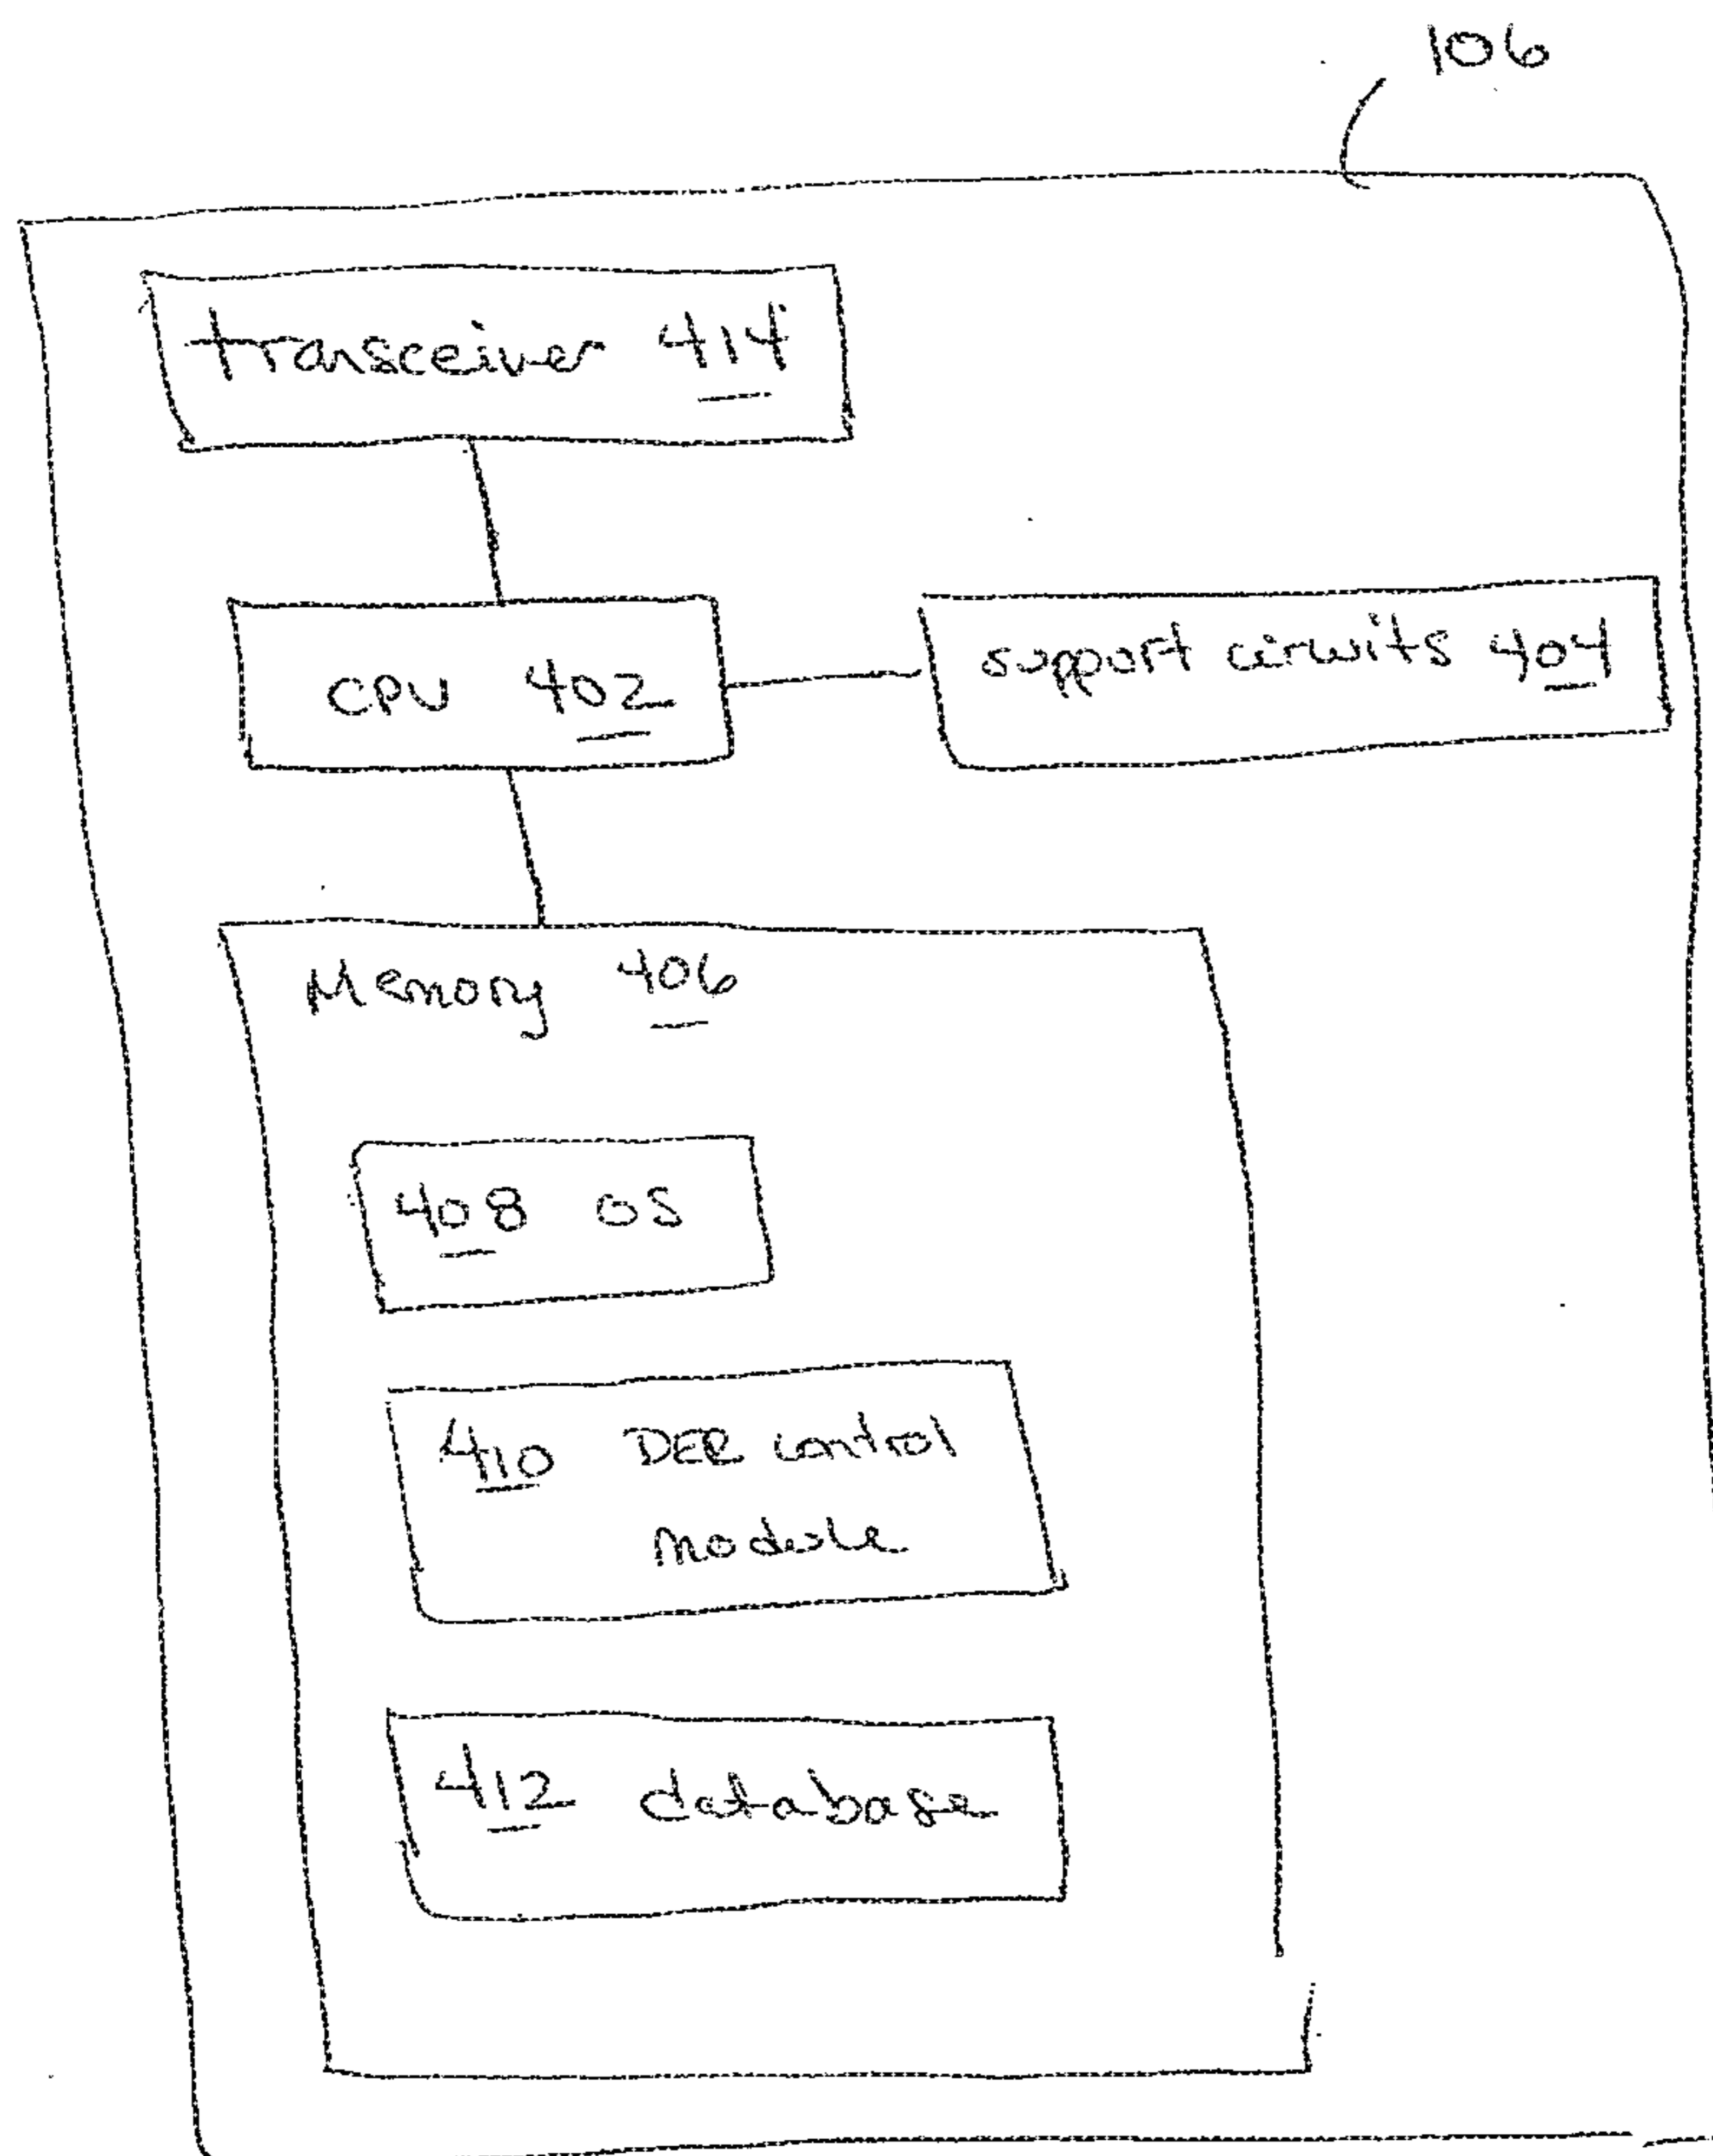 106
transceiver 414
CPU 402
support circuits 404
Memory 406
408 OS
410 DER control
module
412 database